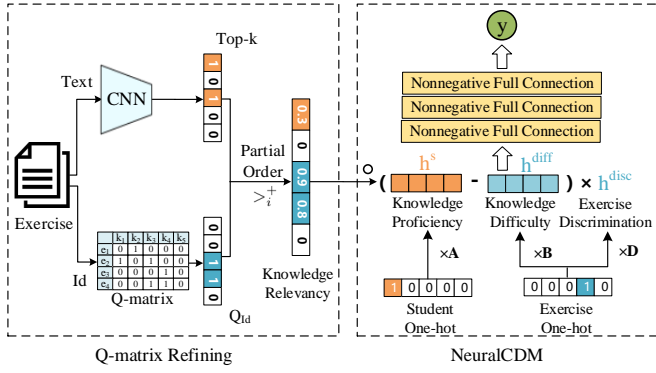 Top-k
Text
CNN
1
0
1
0
0
Exercise
Partial
Order
>ᵢ⁺
0.3
0
0.9
0.8
0
Knowledge
Relevancy
Id
k₁ k₂ k₃ k₄ k₅
e₁ 0 1 0 0 0
e₂ 1 0 0 0 0
e₃ 0 0 0 1 0
e₄ 0 0 1 1 0
Q-matrix
0
0
1
1
0
Q_Id
Q-matrix Refining
y
Nonnegative Full Connection
Nonnegative Full Connection
Nonnegative Full Connection
∘ ( hˢ - h^diff ) × h^disc
Knowledge
Proficiency
Knowledge
Difficulty
Exercise
Discrimination
×A
×B
×D
1 0 0 0 0
0 0 0 1 0
Student
One-hot
Exercise
One-hot
NeuralCDM